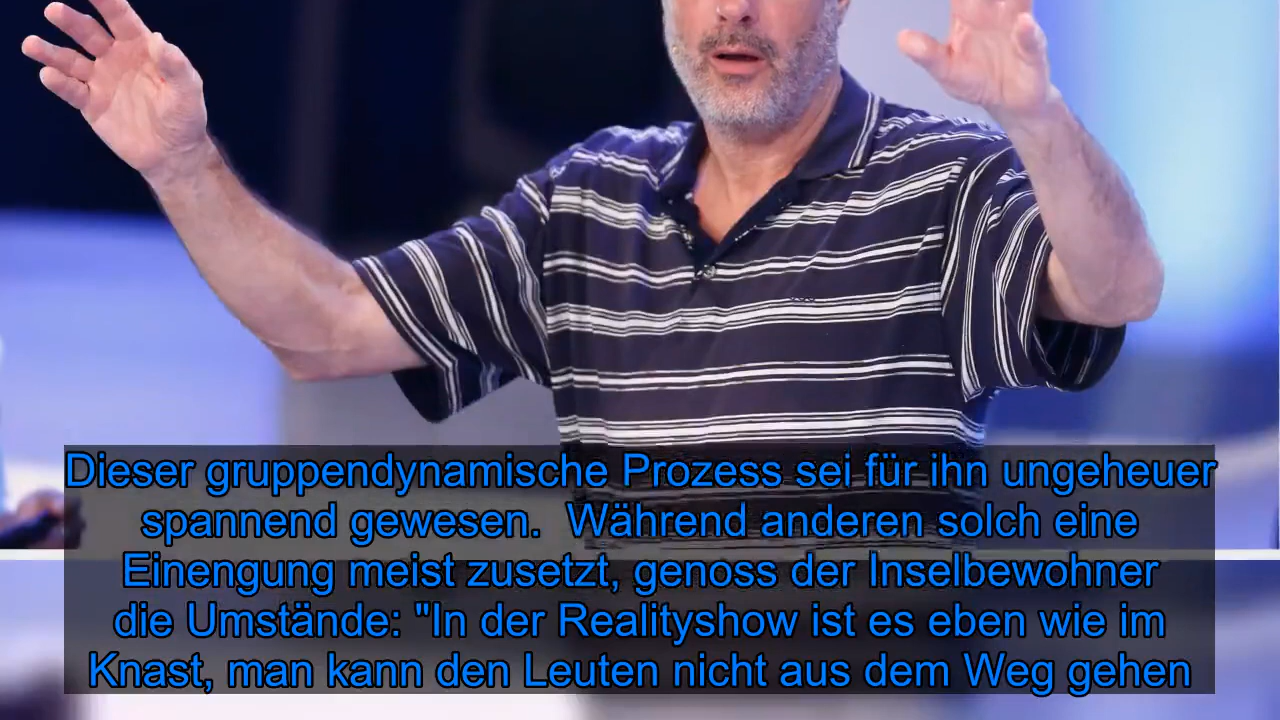 Dieser gruppendynamische Prozess sei für ihn ungeheuer
spannend gewesen.  Während anderen solch eine
Einengung meist zusetzt, genoss der Inselbewohner
die Umstände: "In der Realityshow ist es eben wie im
Knast, man kann den Leuten nicht aus dem Weg gehen